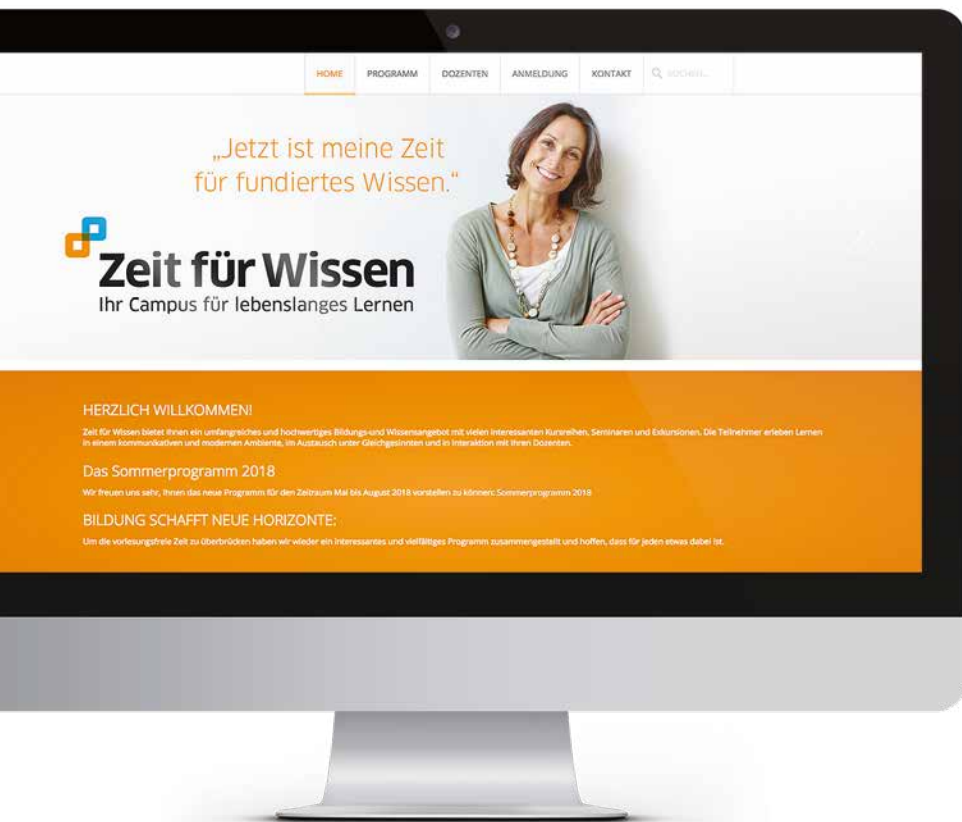 HOME PROGRAMM DOZENTEN ANMELDUNG KONTAKT SUCHEN...
„Jetzt ist meine Zeit
für fundiertes Wissen.“
Zeit für Wissen
Ihr Campus für lebenslanges Lernen
HERZLICH WILLKOMMEN!
Zeit für Wissen bietet Ihnen ein umfangreiches und hochwertiges Bildungs-und Wissensangebot mit vielen interessanten Kursreihen, Seminaren und Exkursionen. Die Teilnehmer erleben Lernen
in einem kommunikativen und modernen Ambiente, im Austausch unter Gleichgesinnten und in Interaktion mit Ihren Dozenten.
Das Sommerprogramm 2018
Wir freuen uns sehr, Ihnen das neue Programm für den Zeitraum Mai bis August 2018 vorstellen zu können: Sommerprogramm 2018
BILDUNG SCHAFFT NEUE HORIZONTE:
Um die vorlesungsfreie Zeit zu überbrücken haben wir wieder ein interessantes und vielfältiges Programm zusammengestellt und hoffen, dass für jeden etwas dabei ist.